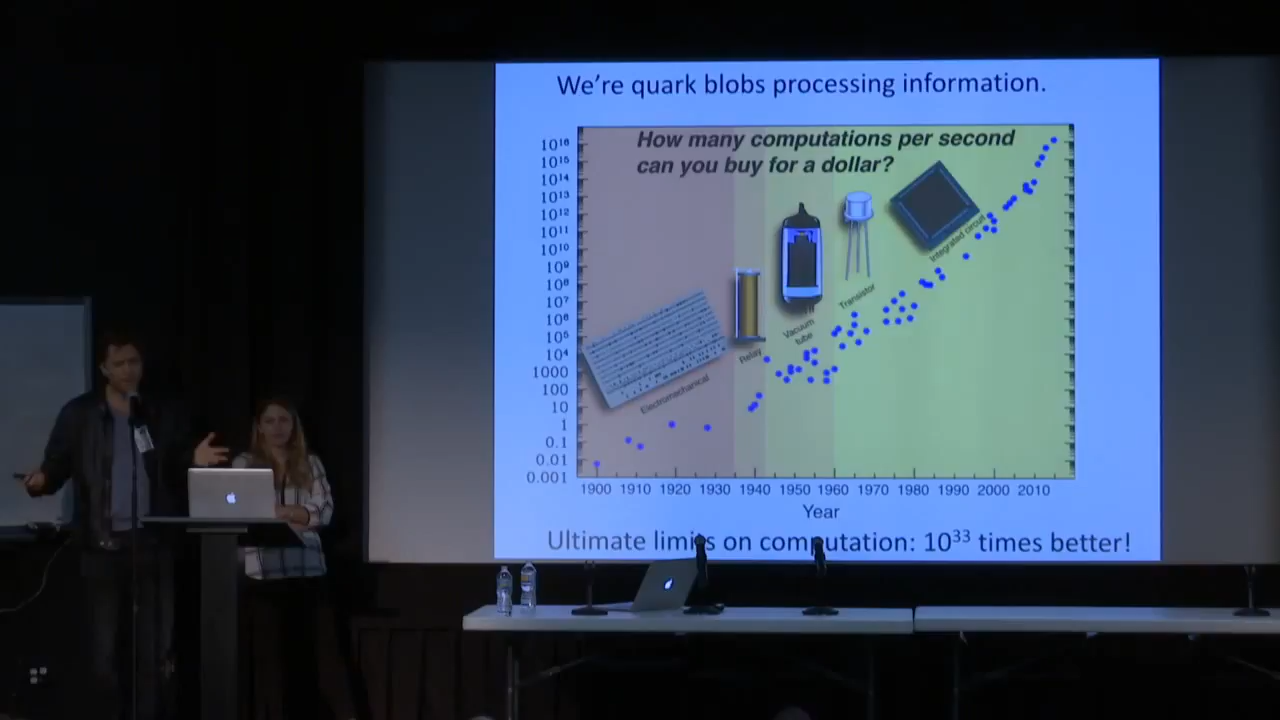 We're quark blobs processing information.
How many computations per second
can you buy for a dollar?
10¹⁶
10¹⁵
10¹⁴
10¹³
10¹²
10¹¹
10¹⁰
10⁹
10⁸
10⁷
10⁶
10⁵
10⁴
1000
100
10
1
0.1
0.01
0.001
Electromechanical
Relay
Vacuum
tube
Transistor
Integrated circuit
1900 1910 1920 1930 1940 1950 1960 1970 1980 1990 2000 2010
Year
Ultimate limits on computation: 10³³ times better!